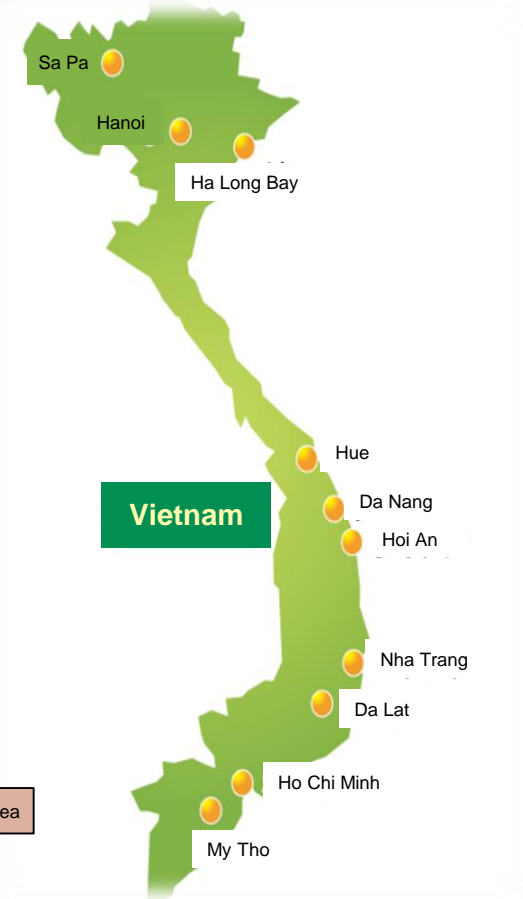 Sa Pa
Hanoi
Ha Long Bay
Hue
Vietnam
Da Nang
Hoi An
Nha Trang
Da Lat
Ho Chi Minh
ea
My Tho